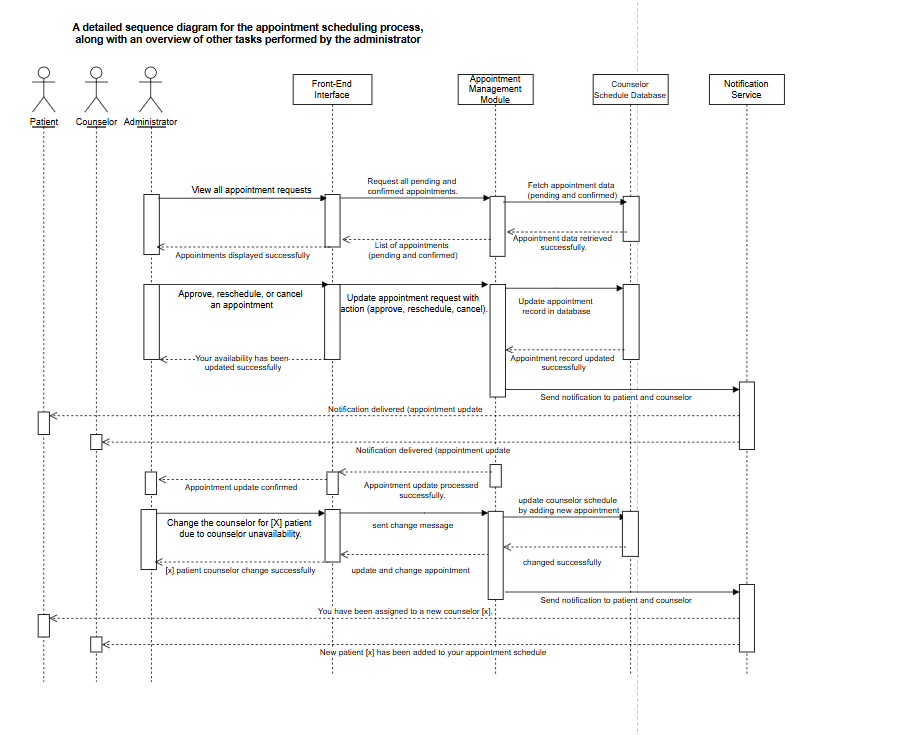 A detailed sequence diagram for the appointment scheduling process,
along with an overview of other tasks performed by the administrator
Patient
Counselor
Administrator
Front-End
Interface
Appointment
Management
Module
Counselor
Schedule Database
Notification
Service
View all appointment requests
Request all pending and
confirmed appointments.
Fetch appointment data
(pending and confirmed)
Appointment data retrieved
successfully.
List of appointments
(pending and confirmed)
Appointments displayed successfully
Approve, reschedule, or cancel
an appointment
Update appointment request with
action (approve, reschedule, cancel).
Update appointment
record in database
Appointment record updated
successfully
Your availability has been
updated successfully
Send notification to patient and counselor
Notification delivered (appointment update
Notification delivered (appointment update
Appointment update processed
successfully.
Appointment update confirmed
update counselor schedule
by adding new appointment
Change the counselor for [X] patient
due to counselor unavailability.
sent change message
changed successfully
update and change appointment
[x] patient counselor change successfully
Send notification to patient and counselor
You have been assigned to a new counselor [x].
New patient [x] has been added to your appointment schedule